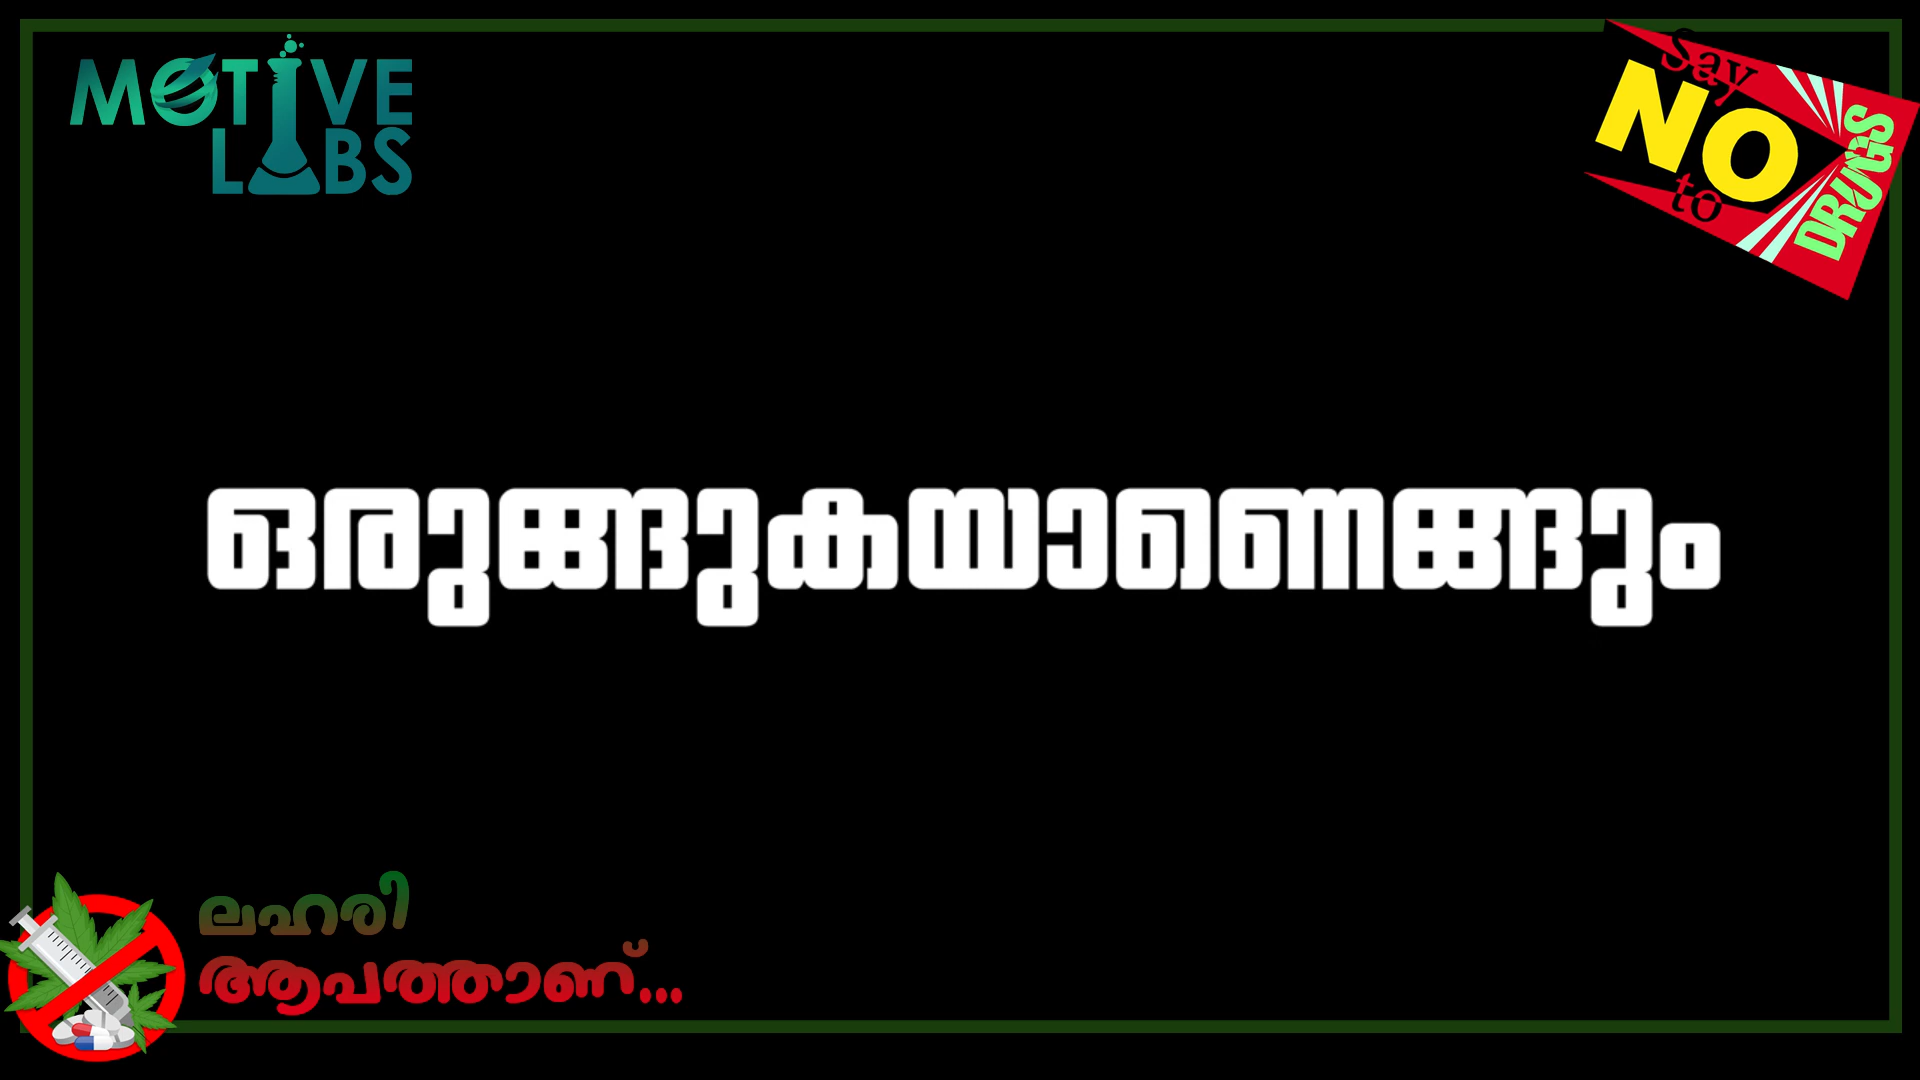 MOTIVE
LABS
Say
NO
to
DRUGS
ഒരുങ്ങുകയാണെങ്ങും
ലഹരി
ആപത്താണ്...